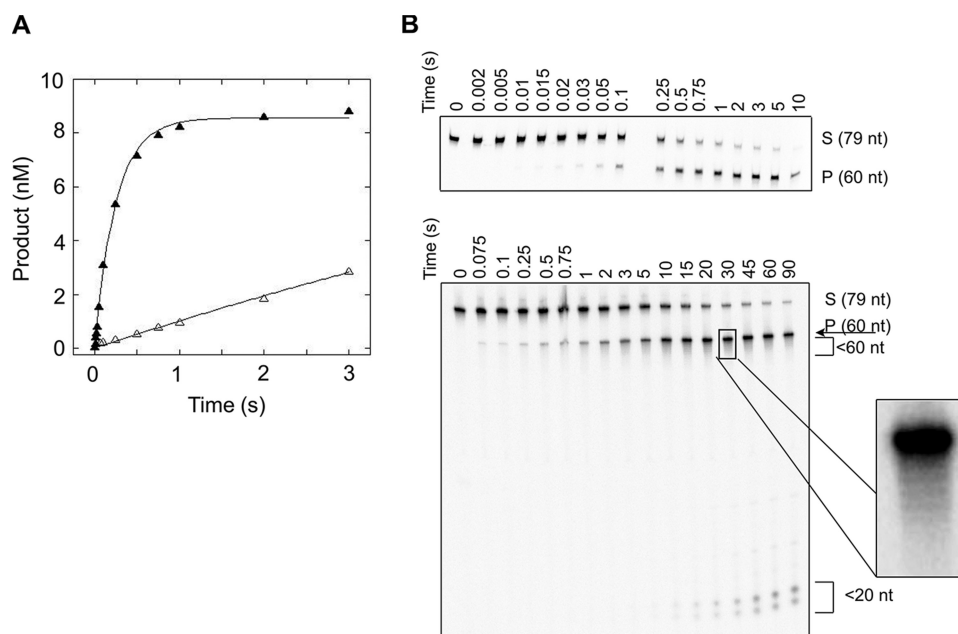 A
10
8
6
4
2
0
Product (nM)
0 1 2 3
Time (s)
B
Time (s)
0 0.002 0.005 0.01 0.015 0.02 0.03 0.05 0.1 0.25 0.5 0.75 1 2 3 5 10
S (79 nt)
P (60 nt)
Time (s)
0 0.075 0.1 0.25 0.5 0.75 1 2 3 5 10 15 20 30 45 60 90
S (79 nt)
P (60 nt)
<60 nt
<20 nt